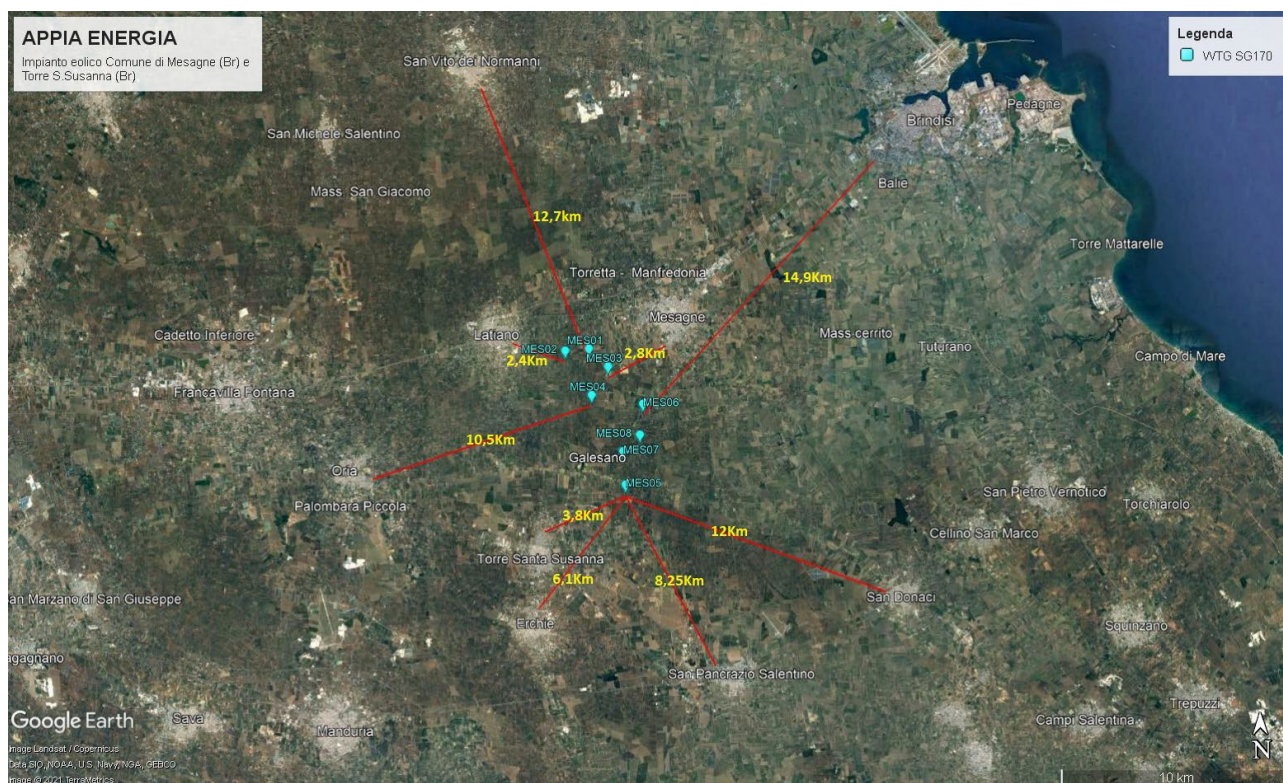 APPIA ENERGIA
Impianto eolico Comune di Mesagne (Br) e
Torre S.Susanna (Br)
Legenda
WTG SG170
San Vito dei Normanni
Pedagne
Brindisi
San Michele Salentino
Mass. San Giacomo
Balie
12,7km
Torre Mattarelle
Torretta - Manfredonia
14,9Km
Mesagne
Cadetto Inferiore
Latiano
Mass cerrito
MES01
MES02
Tuturano
2,8Km
Campo di Mare
2,4Km
MES03
Francavilla Fontana
MES04
MES06
MES08
10,5Km
MES07
Galesano
Oria
MES05
San Pietro Vernotico
Palombara Piccola
Torchiarolo
3,8Km
12Km
Cellino San Marco
Torre Santa Susanna
6,1Km
8,25Km
San Donaci
San Marzano di San Giuseppe
Erchie
Squinzano
agagnano
San Pancrazio Salentino
Trepuzzi
Google Earth
Sava
Manduria
Campi Salentina
Image Landsat / Copernicus
N
Data SIO, NOAA, U.S. Navy, NGA, GEBCO
Image © 2021 TerraMetrics
10 km